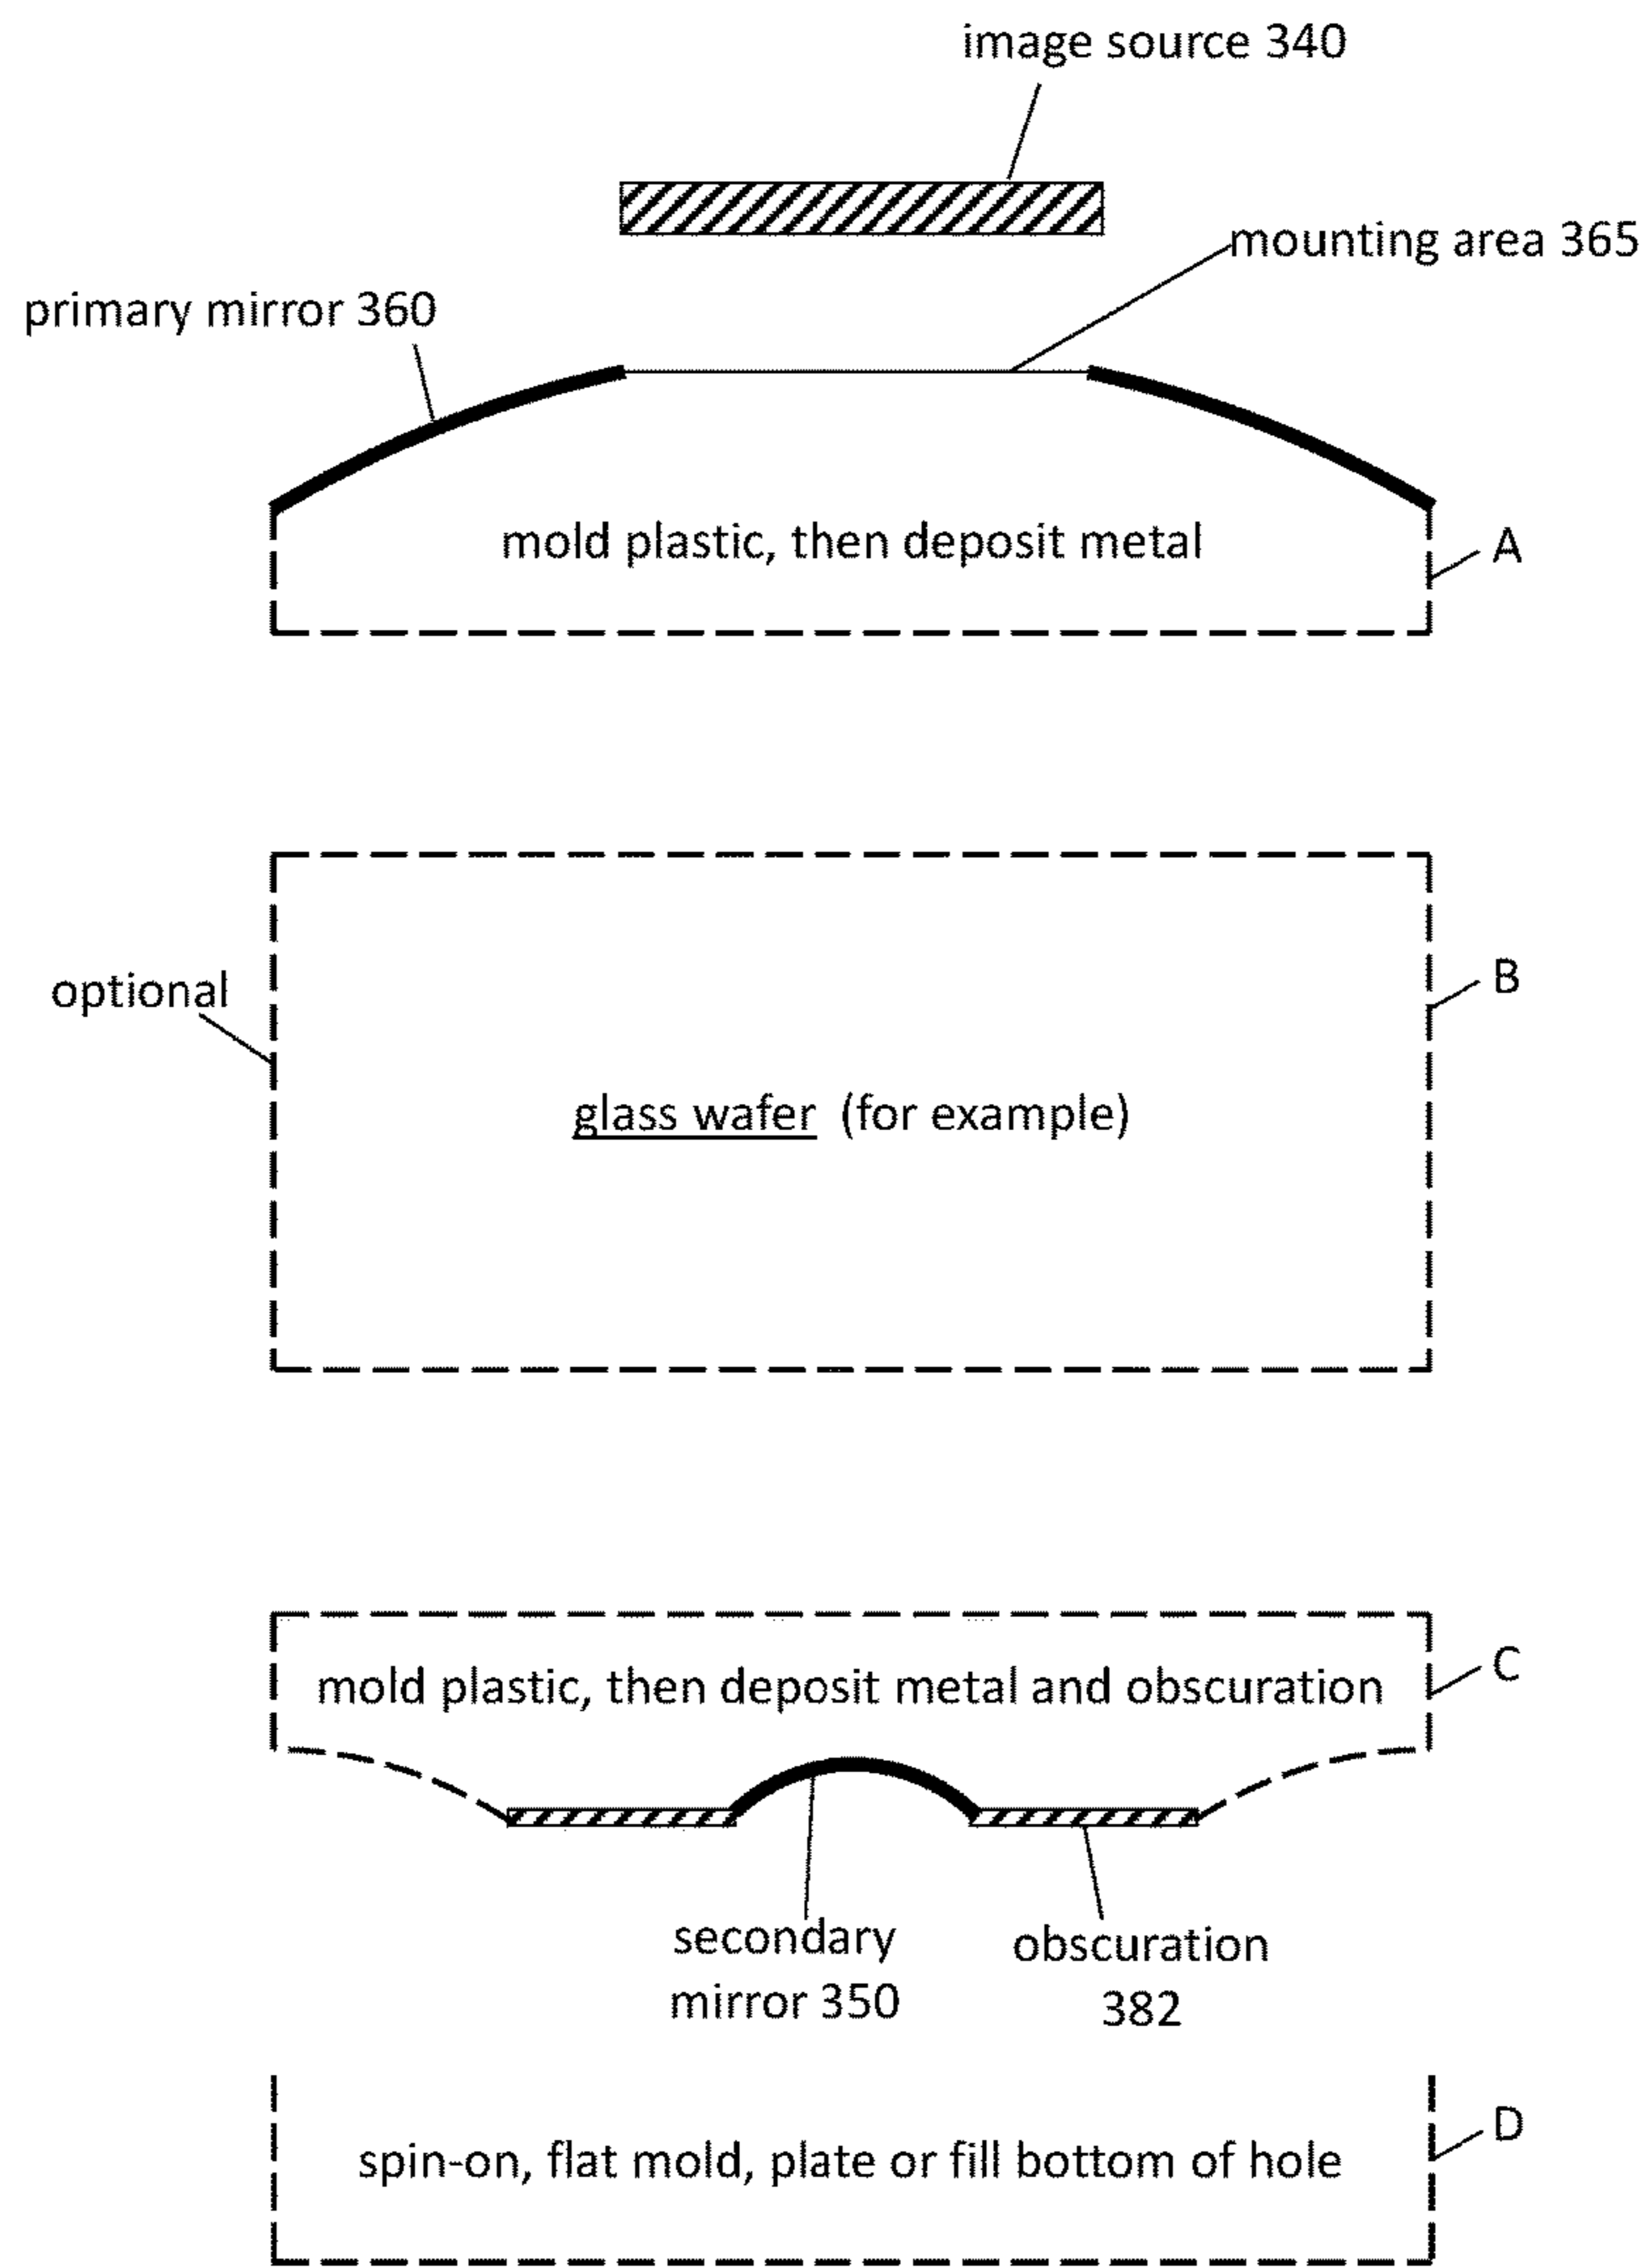 image source 340
mounting area 365
primary mirror 360
mold plastic, then deposit metal
A
optional
B
glass wafer (for example)
mold plastic, then deposit metal and obscuration
C
secondary
mirror 350
obscuration
382
spin-on, flat mold, plate or fill bottom of hole
D